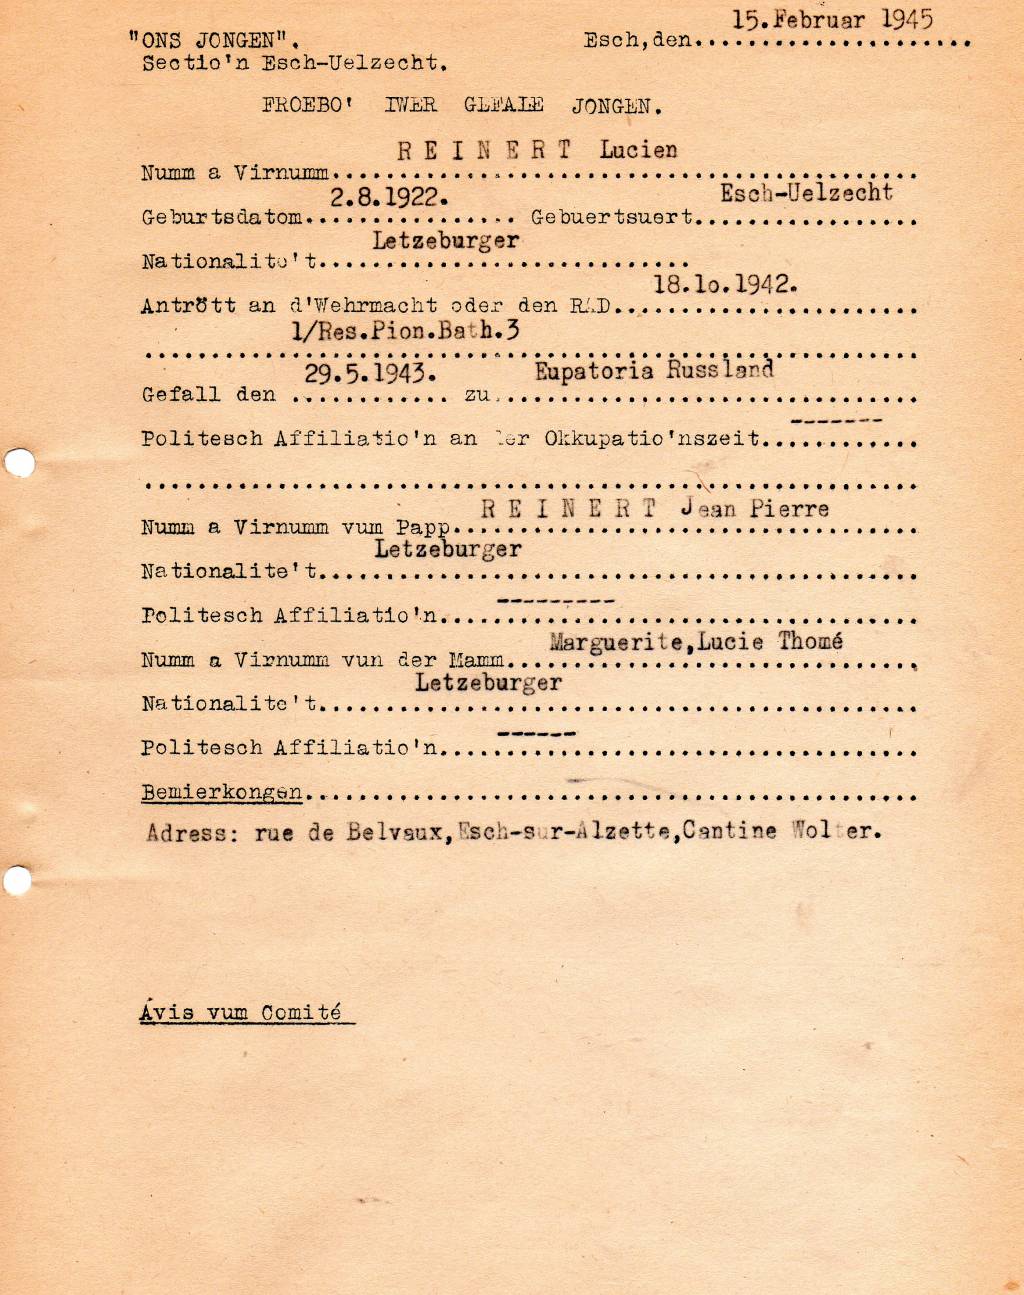 15.Februar 1945
"ONS JONGEN". Esch,den......................
Sectio'n Esch-Uelzecht.
FROEBO' IWER GEFALE JONGEN.
R E I N E R T Lucien
Numm a Virnumm............................................
2.8.1922. Esch-Uelzecht
Geburtsdatom................ Gebuertsuert.................
Letzeburger
Nationalite't............................
18.lo.1942.
Antrött an d'Wehrmacht oder den RAD.......................
1/Res.Pion.Bath.3
..........................................................
29.5.1943. Eupatoria Russland
Gefall den ............ zu................................
-------
Politesch Affiliatio'n an der Okkupatio'nszeit............
..........................................................
R E I N E R T Jean Pierre
Numm a Virnumm vum Papp...................................
Letzeburger
Nationalite't.............................................
---------
Politesch Affiliatio'n....................................
Marguerite,Lucie Thomé
Numm a Virnumm vun der Mamm...............................
Letzeburger
Nationalite't.............................................
------
Politesch Affiliatio'n....................................
Bemierkongen..............................................
Adress: rue de Belvaux,Esch-sur-Alzette,Cantine Wolter.
Avis vum Comité